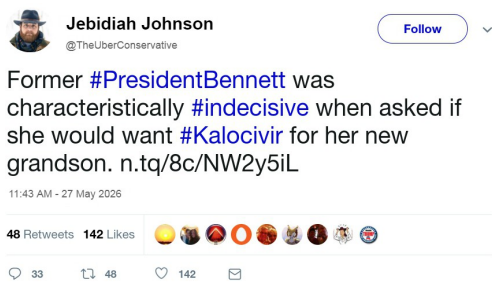 Jebidiah Johnson
@TheUberConservative
Follow
Former #PresidentBennett was
characteristically #indecisive when asked if
she would want #Kalocivir for her new
grandson. n.tq/8c/NW2y5iL
11:43 AM - 27 May 2026
48 Retweets 142 Likes
33 48 142